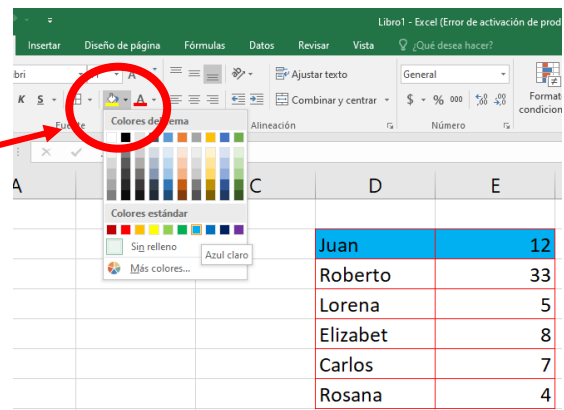 Libro1 - Excel (Error de activación de prod
Insertar Diseño de página Fórmulas Datos Revisar Vista ¿Qué desea hacer?
bri A Ajustar texto General
K S A Combinar y centrar $ % 000 Format
condicion
Alineación Número
Colores del tema
A C D E
Colores estándar
Sin relleno
Azul claro
Más colores...
Juan 12
Roberto 33
Lorena 5
Elizabet 8
Carlos 7
Rosana 4